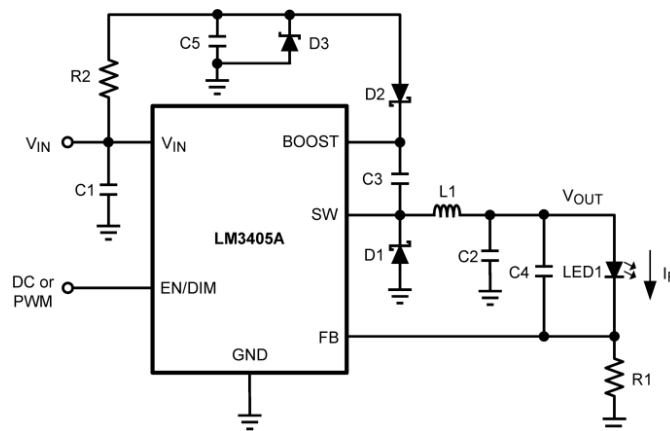 C5
D3
R2
D2
VIN
VIN
BOOST
C1
C3
L1
VOUT
SW
LM3405A
D1
C2
C4
LED1
DC or
PWM
EN/DIM
FB
GND
R1